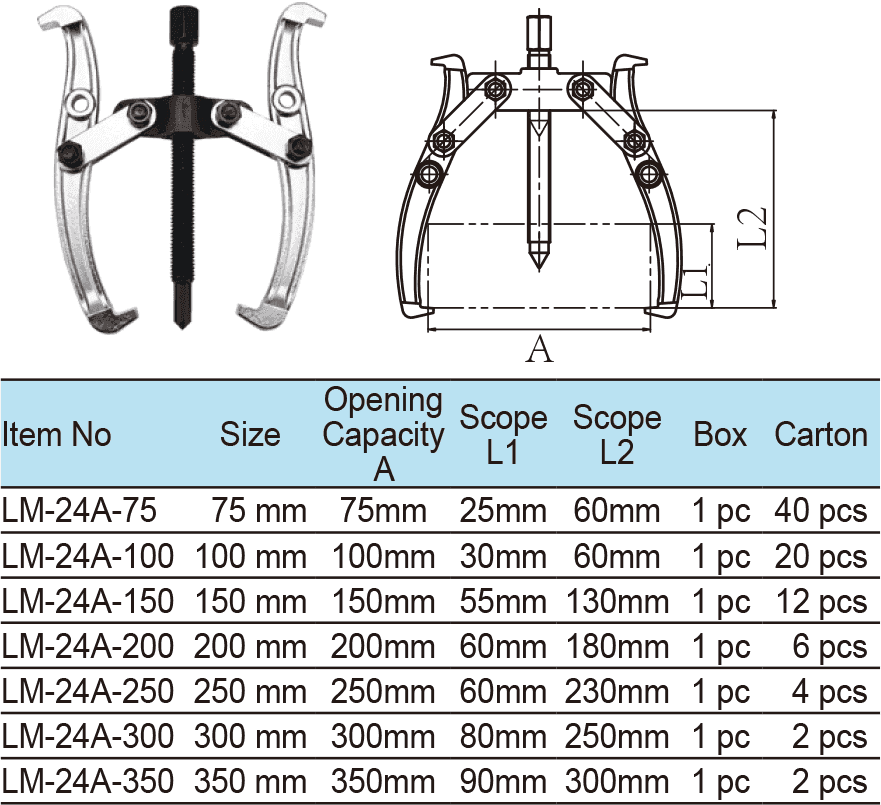 L2
L1
A
Item No Size Opening Capacity A Scope L1 Scope L2 Box Carton
LM-24A-75 75 mm 75mm 25mm 60mm 1 pc 40 pcs
LM-24A-100 100 mm 100mm 30mm 60mm 1 pc 20 pcs
LM-24A-150 150 mm 150mm 55mm 130mm 1 pc 12 pcs
LM-24A-200 200 mm 200mm 60mm 180mm 1 pc 6 pcs
LM-24A-250 250 mm 250mm 60mm 230mm 1 pc 4 pcs
LM-24A-300 300 mm 300mm 80mm 250mm 1 pc 2 pcs
LM-24A-350 350 mm 350mm 90mm 300mm 1 pc 2 pcs